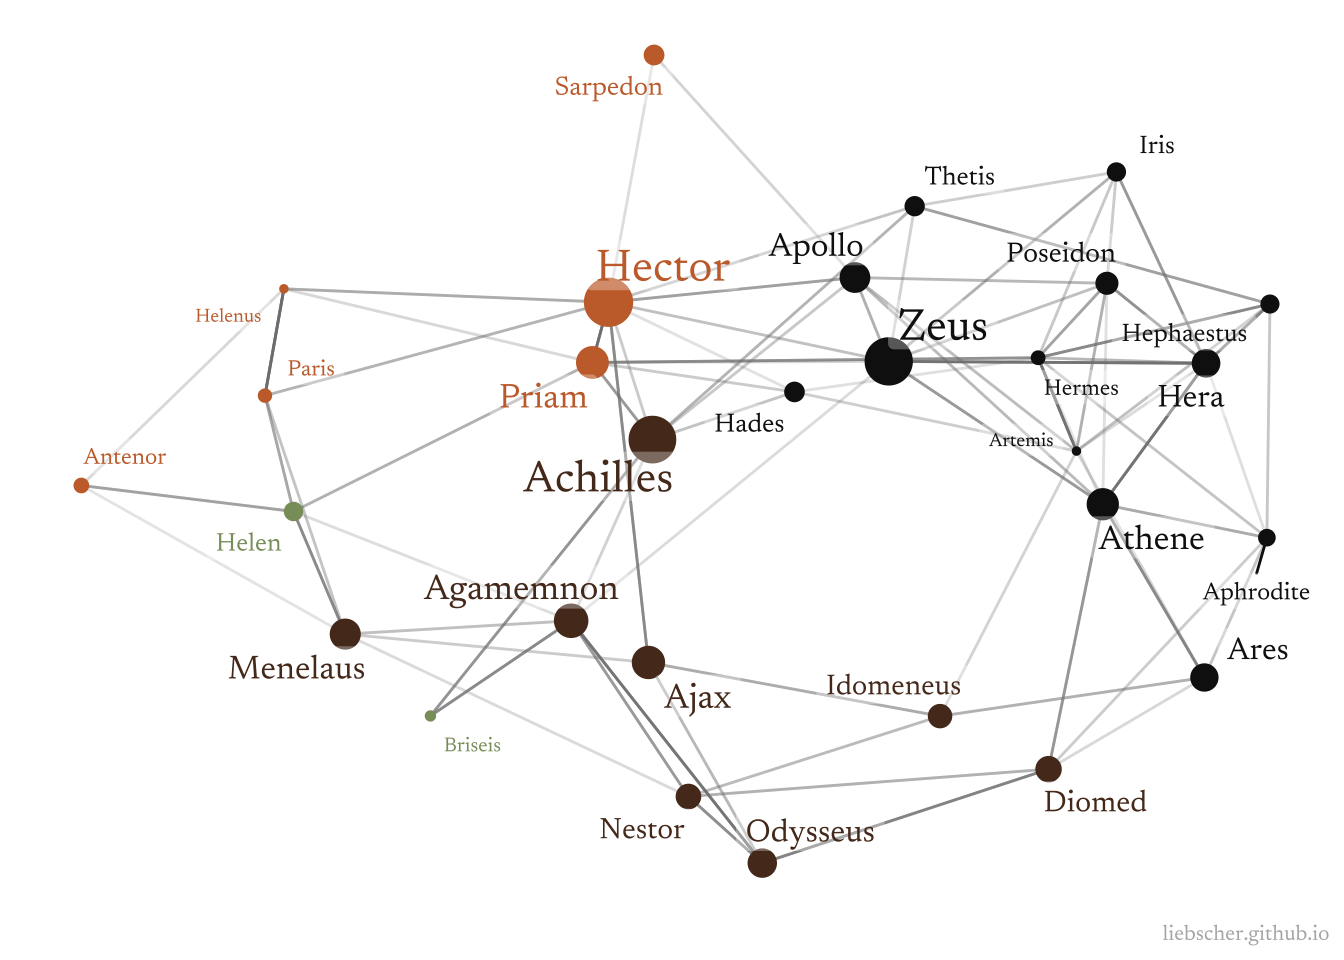 Sarpedon
Iris
Thetis
Apollo
Poseidon
Hector
Helenus
Zeus
Hephaestus
Paris
Priam
Hermes
Hera
Hades
Artemis
Antenor
Achilles
Helen
Athene
Agamemnon
Aphrodite
Menelaus
Ares
Idomeneus
Ajax
Briseis
Diomed
Nestor
Odysseus
liebscher.github.io